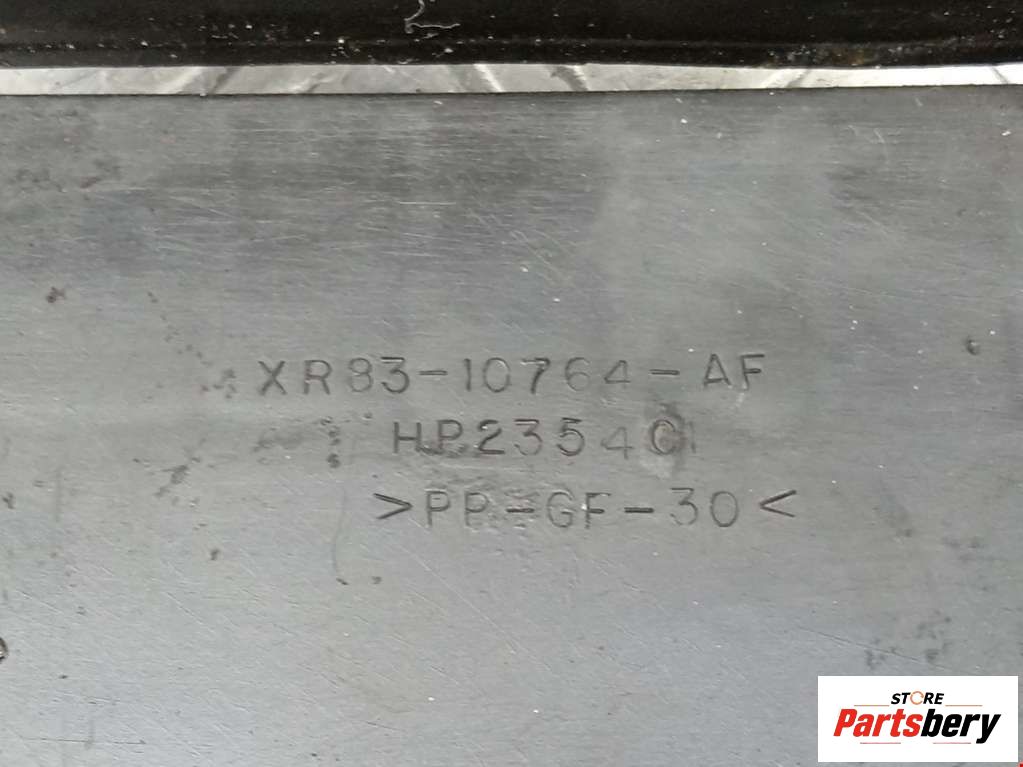 XR83-10764-AF
HP23540
>PP-GF-30<
STORE
Partsbery